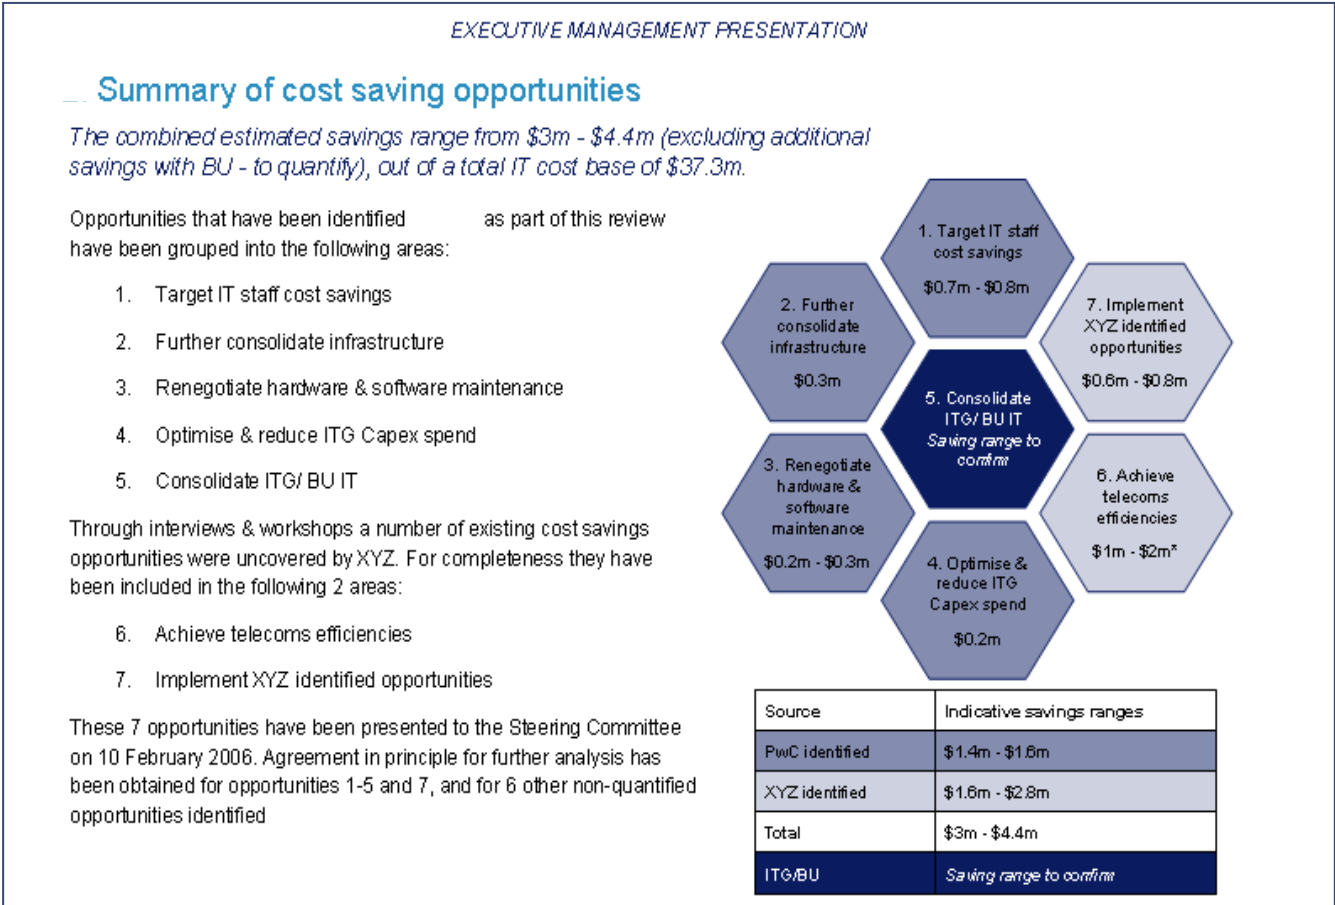 EXECUTIVE MANAGEMENT PRESENTATION
Summary of cost saving opportunities
The combined estimated savings range from $3m - $4.4m (excluding additional
savings with BU - to quantify), out of a total IT cost base of $37.3m.
Opportunities that have been identified as part of this review
have been grouped into the following areas:
1. Target IT staff cost savings
2. Further consolidate infrastructure
3. Renegotiate hardware & software maintenance
4. Optimise & reduce ITG Capex spend
5. Consolidate ITG/ BU IT
Through interviews & workshops a number of existing cost savings
opportunities were uncovered by XYZ. For completeness they have
been included in the following 2 areas:
6. Achieve telecoms efficiencies
7. Implement XYZ identified opportunities
These 7 opportunities have been presented to the Steering Committee
on 10 February 2006. Agreement in principle for further analysis has
been obtained for opportunities 1-5 and 7, and for 6 other non-quantified
opportunities identified
1. Target IT staff
cost savings
$0.7m - $0.8m
2. Further
consolidate
infrastructure
$0.3m
7. Implement
XYZ identified
opportunities
$0.6m - $0.8m
5. Consolidate
ITG/ BU IT
Saving range to
confirm
3. Renegotiate
hardware &
software
maintenance
$0.2m - $0.3m
6. Achieve
telecoms
efficiencies
$1m - $2m*
4. Optimise &
reduce ITG
Capex spend
$0.2m
Source Indicative savings ranges
PwC identified $1.4m - $1.6m
XYZ identified $1.6m - $2.8m
Total $3m - $4.4m
ITG/BU Saving range to confirm